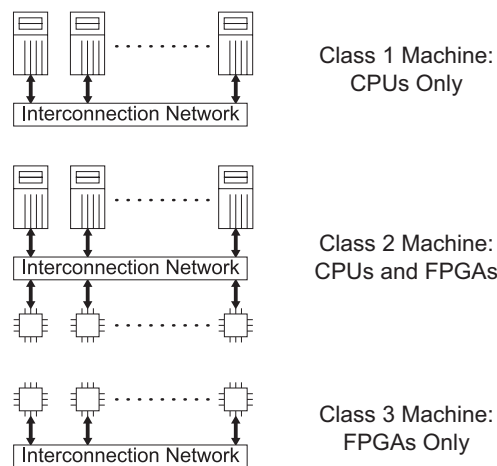 Class 1 Machine:
CPUs Only
Interconnection Network
Class 2 Machine:
CPUs and FPGAs
Interconnection Network
Class 3 Machine:
FPGAs Only
Interconnection Network